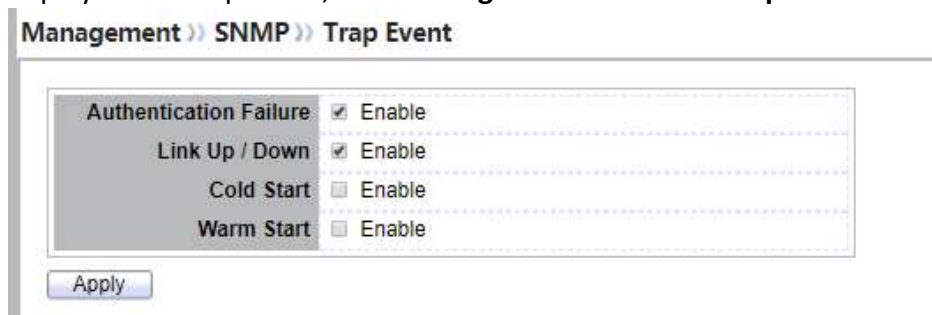 Management » SNMP » Trap Event
Authentication Failure Enable
Link Up / Down Enable
Cold Start Enable
Warm Start Enable
Apply